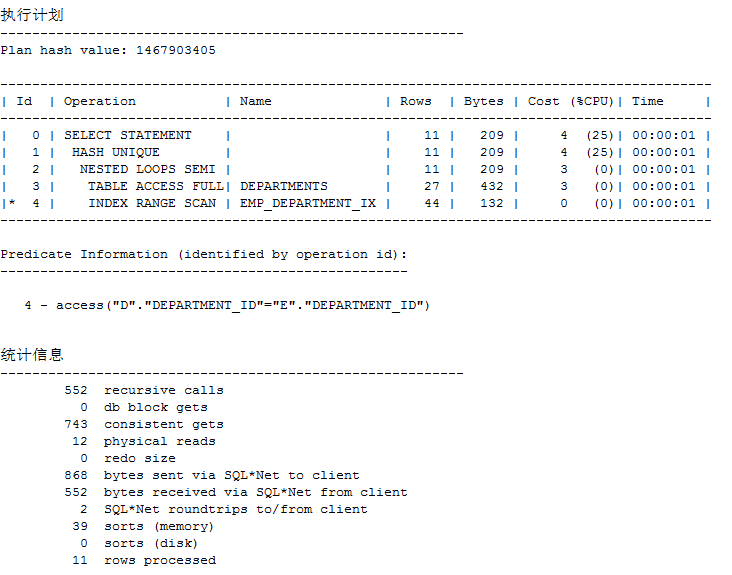 执行计划
----------------------------------------------------------
Plan hash value: 1467903405
-----------------------------------------------------------------------------------------
| Id  | Operation           | Name              | Rows  | Bytes | Cost (%CPU)| Time     |
-----------------------------------------------------------------------------------------
|   0 | SELECT STATEMENT    |                   |    11 |   209 |     4  (25)| 00:00:01 |
|   1 |  HASH UNIQUE        |                   |    11 |   209 |     4  (25)| 00:00:01 |
|   2 |   NESTED LOOPS SEMI |                   |    11 |   209 |     3   (0)| 00:00:01 |
|   3 |    TABLE ACCESS FULL| DEPARTMENTS       |    27 |   432 |     3   (0)| 00:00:01 |
|*  4 |    INDEX RANGE SCAN | EMP_DEPARTMENT_IX |    44 |   132 |     0   (0)| 00:00:01 |
-----------------------------------------------------------------------------------------
Predicate Information (identified by operation id):
---------------------------------------------------
   4 - access("D"."DEPARTMENT_ID"="E"."DEPARTMENT_ID")
统计信息
----------------------------------------------------------
        552  recursive calls
          0  db block gets
        743  consistent gets
         12  physical reads
          0  redo size
        868  bytes sent via SQL*Net to client
        552  bytes received via SQL*Net from client
          2  SQL*Net roundtrips to/from client
         39  sorts (memory)
          0  sorts (disk)
         11  rows processed